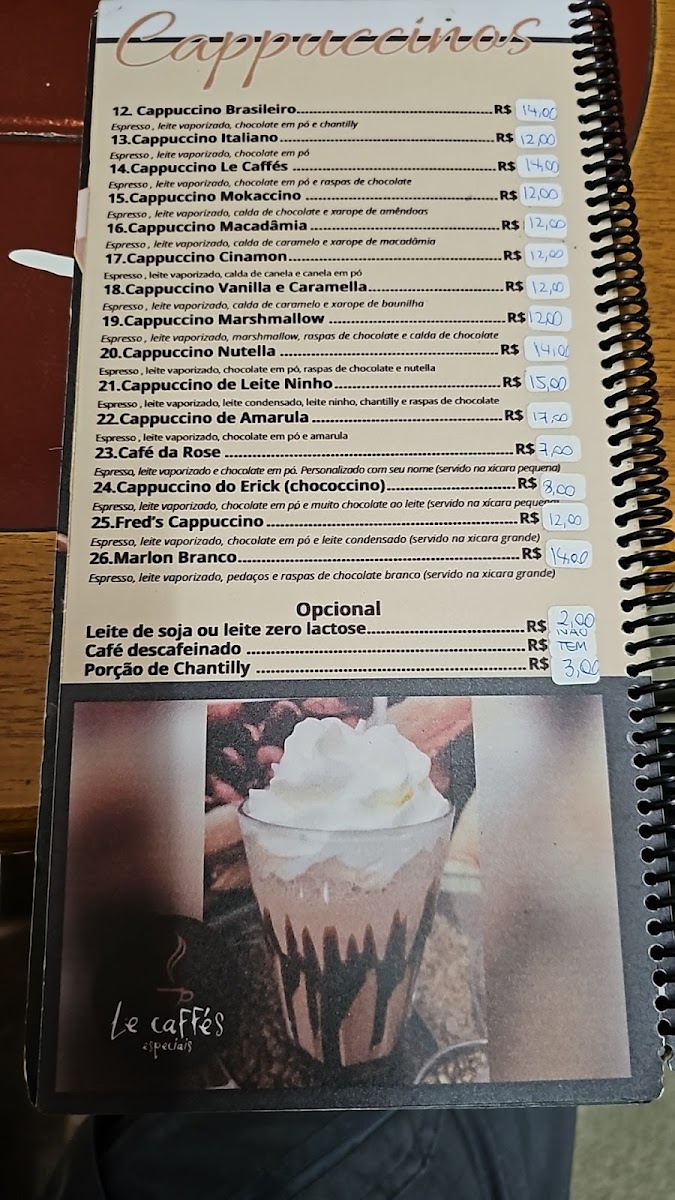 Cappuccinos
12. Cappuccino Brasileiro.......R$ 14,00
Espresso , leite vaporizado, chocolate em pó e chantilly
13.Cappuccino Italiano.......R$ 12,00
Espresso , leite vaporizado, chocolate em pó
14.Cappuccino Le Caffés .......R$ 14,00
Espresso , leite vaporizado, chocolate em pó e raspas de chocolate
15.Cappuccino Mokaccino .......R$ 12,00
Espresso , leite vaporizado, calda de chocolate e xarope de amêndoas
16.Cappuccino Macadâmia .......R$ 12,00
Espresso , leite vaporizado, calda de caramelo e xarope de macadâmia
17.Cappuccino Cinamon.......R$ 12,00
Espresso , leite vaporizado, calda de canela e canela em pó
18.Cappuccino Vanilla e Caramella.......R$ 12,00
Espresso , leite vaporizado, calda de caramelo e xarope de baunilha
19.Cappuccino Marshmallow .......R$ 12,00
Espresso , leite vaporizado, marshmallow, raspas de chocolate e calda de chocolate
20.Cappuccino Nutella .......R$ 14,00
Espresso , leite vaporizado, chocolate em pó, raspas de chocolate e nutella
21.Cappuccino de Leite Ninho.......R$ 15,00
Espresso , leite vaporizado, leite condensado, leite ninho, chantilly e raspas de chocolate
22.Cappuccino de Amarula .......R$ 17,00
Espresso , leite vaporizado, chocolate em pó e amarula
23.Café da Rose .......R$ 7,00
Espresso, leite vaporizado e chocolate em pó. Personalizado com seu nome (servido na xícara pequena)
24.Cappuccino do Erick (chococcino).......R$ 8,00
Espresso, leite vaporizado, chocolate em pó e muito chocolate ao leite (servido na xícara pequena
25.Fred's Cappuccino .......R$ 12,00
Espresso, leite vaporizado, chocolate em pó e leite condensado (servido na xicara grande)
26.Marlon Branco.......R$ 14,00
Espresso, leite vaporizado, pedaços e raspas de chocolate branco (servido na xicara grande)
Opcional
Leite de soja ou leite zero lactose.......R$ 2,00
Café descafeinado .......R$ NÃO TEM
Porção de Chantilly .......R$ 3,00
Le caffés
especiais